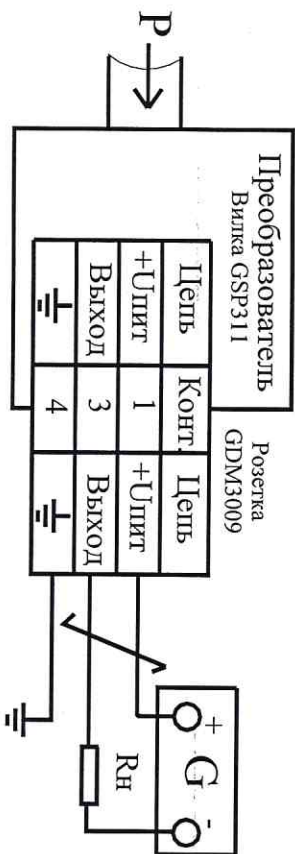 P
Преобразователь
Вилка GSP311
Розетка
GDM3009
Цепь Конт. Цепь
+Uпит 1 +Uпит
Выход 3 Выход
4
+ G -
Rн